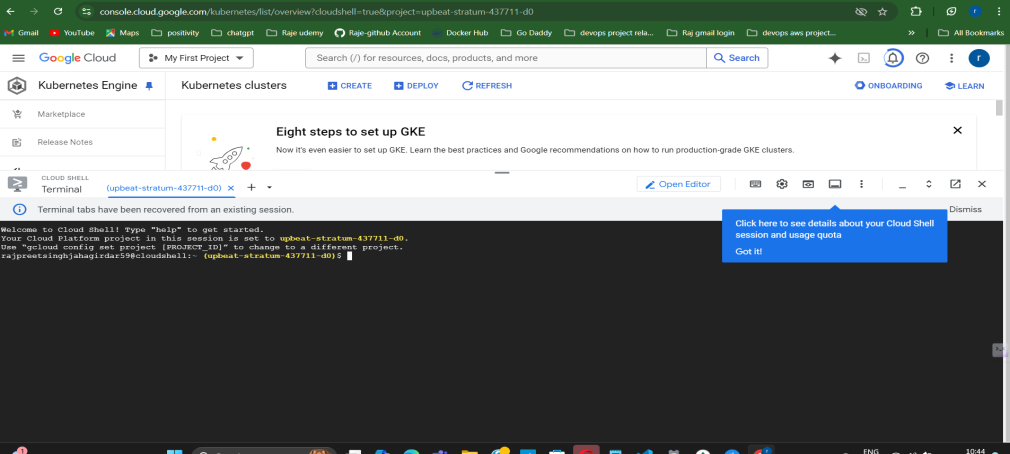 console.cloud.google.com/kubernetes/list/overview?cloudshell=true&project=upbeat-stratum-437711-d0
Gmail YouTube Maps positivity chatgpt Raje udemy Raje-github Account Docker Hub Go Daddy devops project rela... Raj gmail login devops aws project... » All Bookmarks
Google Cloud My First Project Search (/) for resources, docs, products, and more Search r
Kubernetes Engine Kubernetes clusters CREATE DEPLOY REFRESH ONBOARDING LEARN
Marketplace
Eight steps to set up GKE
Release Notes
Now it's even easier to set up GKE. Learn the best practices and Google recommendations on how to run production-grade GKE clusters.
CLOUD SHELL
Terminal (upbeat-stratum-437711-d0) Open Editor
Terminal tabs have been recovered from an existing session. Dismiss
Click here to see details about your Cloud Shell
session and usage quota
Got it!
Welcome to Cloud Shell! Type "help" to get started.
Your Cloud Platform project in this session is set to upbeat-stratum-437711-d0.
Use "gcloud config set project [PROJECT_ID]" to change to a different project.
rajpreetsinghjahagirdar59@cloudshell:~ (upbeat-stratum-437711-d0)$
ENG 10:44